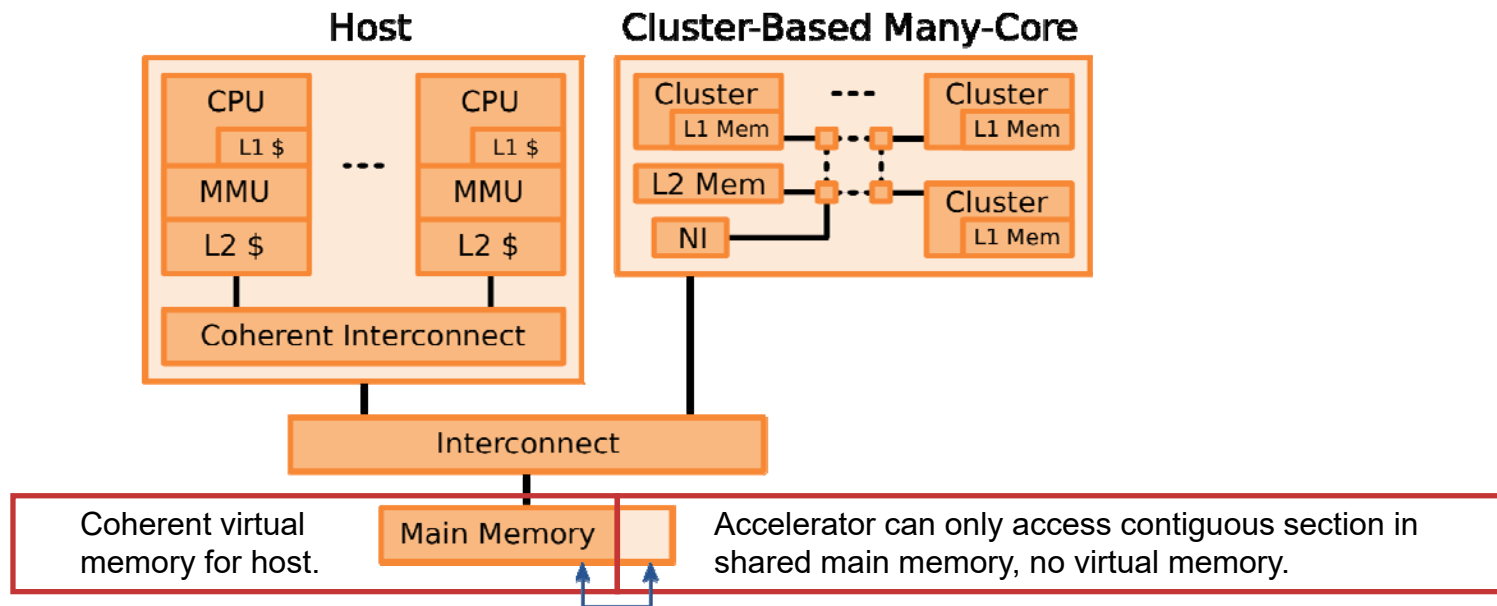 Host
Cluster-Based Many-Core
CPU
L1 $
MMU
L2 $
CPU
L1 $
MMU
L2 $
Coherent Interconnect
Cluster
L1 Mem
Cluster
L1 Mem
L2 Mem
Cluster
L1 Mem
NI
Interconnect
Coherent virtual
memory for host.
Main Memory
Accelerator can only access contiguous section in
shared main memory, no virtual memory.